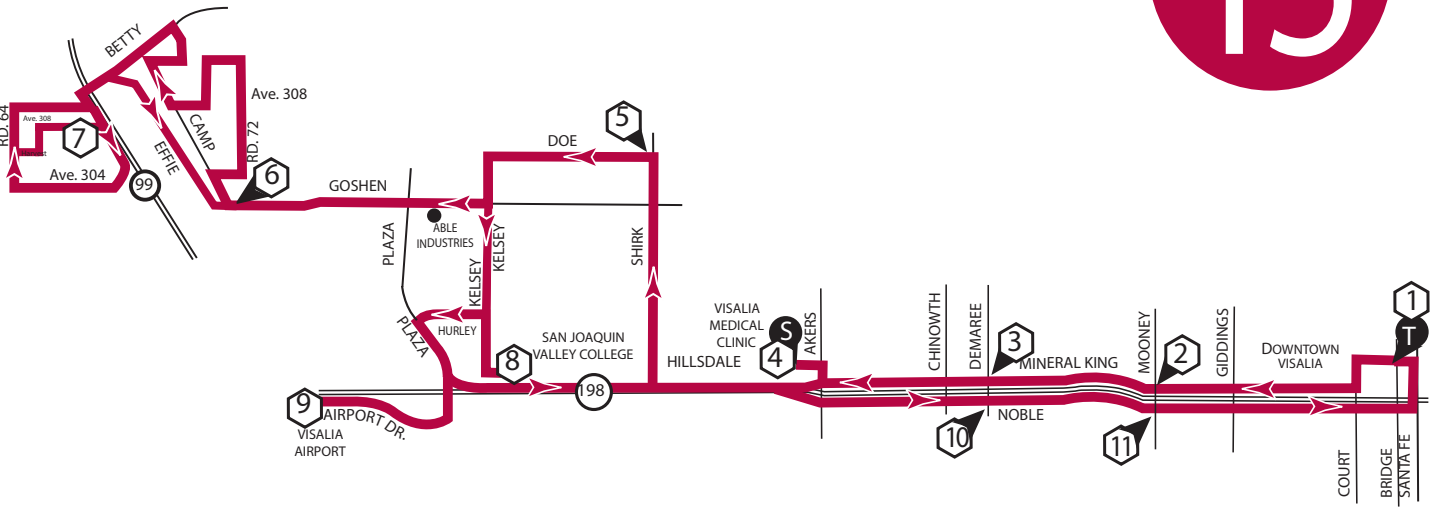 15
BETTY
Ave. 308
RD. 64
Ave. 308
7
Harvest
Ave. 304
99
EFFIE
CAMP
RD. 72
6
GOSHEN
PLAZA
ABLE
INDUSTRIES
DOE
5
KELSEY
KELSEY
SHIRK
HURLEY
PLAZA
8
SAN JOAQUIN
VALLEY COLLEGE
198
9
AIRPORT DR.
VISALIA
AIRPORT
HILLSDALE
VISALIA
MEDICAL
CLINIC
S
4
AKERS
CHINOWTH
DEMAREE
3
MINERAL KING
NOBLE
10
MOONEY
2
11
GIDDINGS
DOWNTOWN
VISALIA
1
T
COURT
BRIDGE
SANTA FE